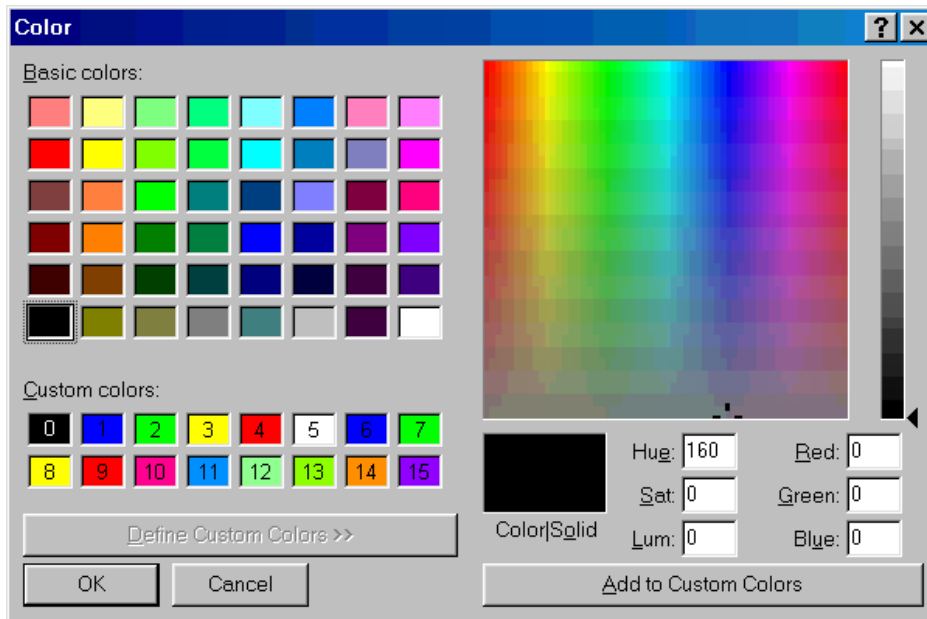 Color
Basic colors:
Custom colors:
0 1 2 3 4 5 6 7
8 9 10 11 12 13 14 15
Define Custom Colors >>
OK Cancel
Color|Solid
Hue: 160 Red: 0
Sat: 0 Green: 0
Lum: 0 Blue: 0
Add to Custom Colors